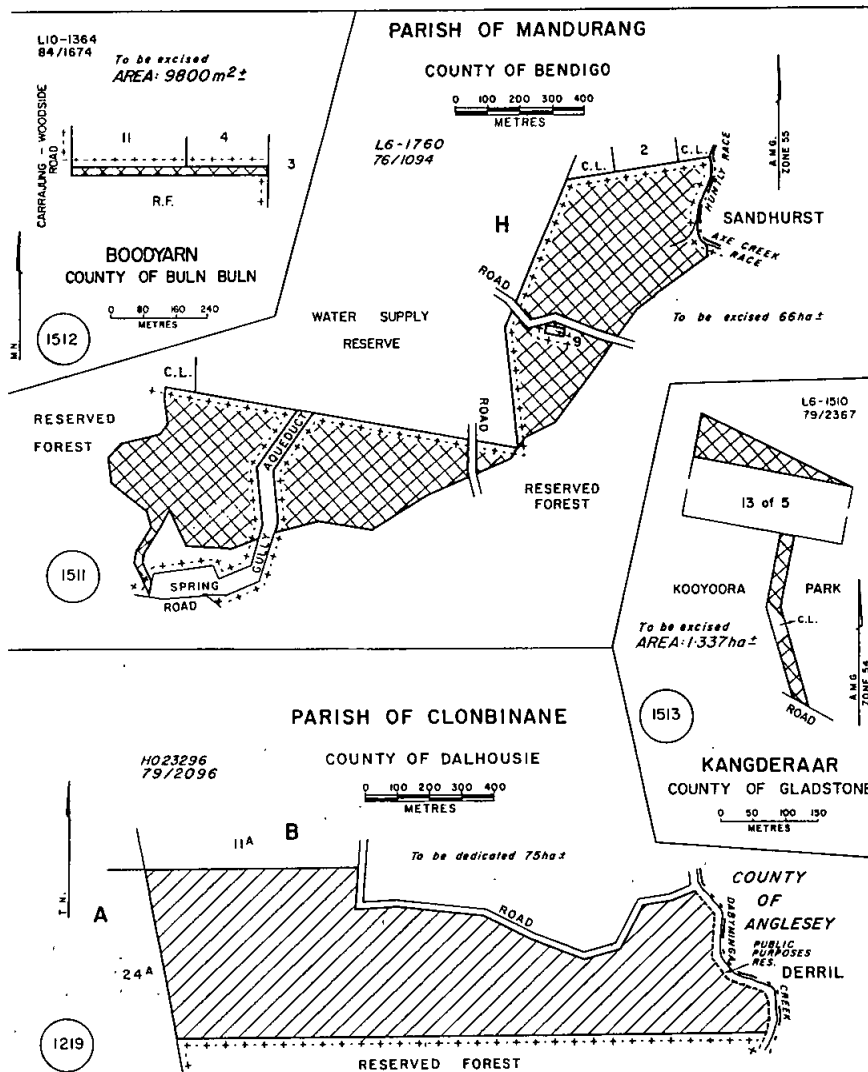 L10-1364
84/1674
To be excised
AREA: 9800m²±
CARRAJUNG - WOODSIDE
ROAD
11
4
3
R.F.
BOODYARN
COUNTY OF BULN BULN
0 80 160 240
METRES
M.N.
1512
PARISH OF MANDURANG
COUNTY OF BENDIGO
0 100 200 300 400
METRES
L6-1760
76/1094
A.M.G.
ZONE 55
C.L.
2
C.L.
HUNTLY RACE
H
SANDHURST
AXE CREEK
RACE
ROAD
9
To be excised 66ha±
WATER SUPPLY
RESERVE
C.L.
RESERVED
FOREST
AQUEDUCT
ROAD
RESERVED
FOREST
GULLY
SPRING
ROAD
1511
L6-1510
79/2367
13 of 5
KOOYOORA PARK
C.L.
To be excised
AREA: 1·337ha±
ROAD
A.M.G.
ZONE 54
1513
KANGDERAAR
COUNTY OF GLADSTONE
0 50 100 150
METRES
PARISH OF CLONBINANE
COUNTY OF DALHOUSIE
0 100 200 300 400
METRES
H023296
79/2096
T.N.
11A
B
To be dedicated 75ha±
A
ROAD
COUNTY
OF
ANGLESEY
DABYMINGA
PUBLIC
PURPOSES
RES.
DERRIL
CREEK
24A
1219
RESERVED FOREST